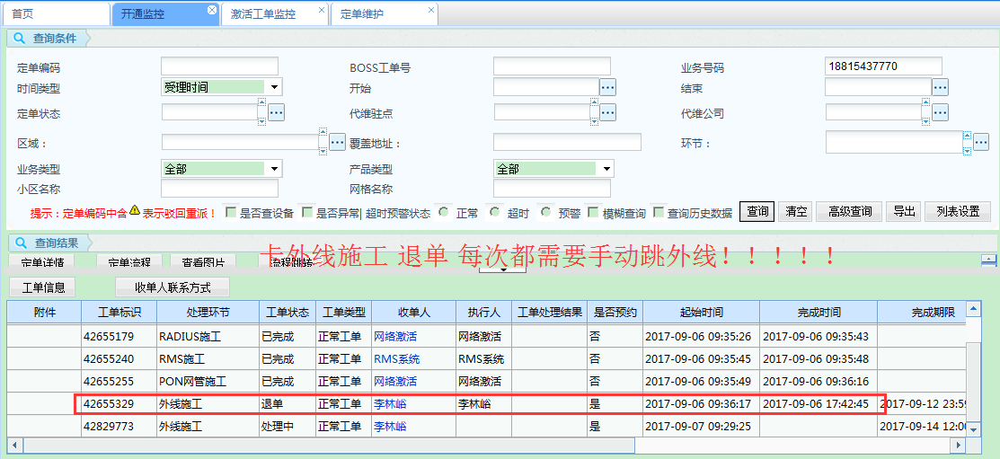 首页 开通监控 激活工单监控 定单维护
查询条件
定单编码 BOSS工单号 业务号码 18815437770
时间类型 受理时间 开始 结束
定单状态 代维驻点 代维公司
区域： 覆盖地址： 环节：
业务类型 全部 产品类型 全部
小区名称 网格名称
提示：定单编码中含 表示驳回重派！ 是否查设备 是否异常| 超时预警状态 正常 超时 预警 模糊查询 查询历史数据 查询 清空 高级查询 导出 列表设置
查询结果
卡外线施工 退单 每次都需要手动跳外线！！！！！
定单详情 定单流程 查看图片 流程跳转
工单信息 收单人联系方式
附件 工单标识 处理环节 工单状态 工单类型 收单人 执行人 工单处理结果 是否预约 起始时间 完成时间 完成期限
42655179 RADIUS施工 已完成 正常工单 网络激活 网络激活 否 2017-09-06 09:35:26 2017-09-06 09:35:43
42655240 RMS施工 已完成 正常工单 RMS系统 RMS系统 否 2017-09-06 09:35:45 2017-09-06 09:35:48
42655255 PON网管施工 已完成 正常工单 网络激活 网络激活 否 2017-09-06 09:35:49 2017-09-06 09:36:16
42655329 外线施工 退单 正常工单 李林峪 李林峪 是 2017-09-06 09:36:17 2017-09-06 17:42:45 2017-09-12 23:59
42829773 外线施工 处理中 正常工单 李林峪 是 2017-09-07 09:29:25 2017-09-14 12:00